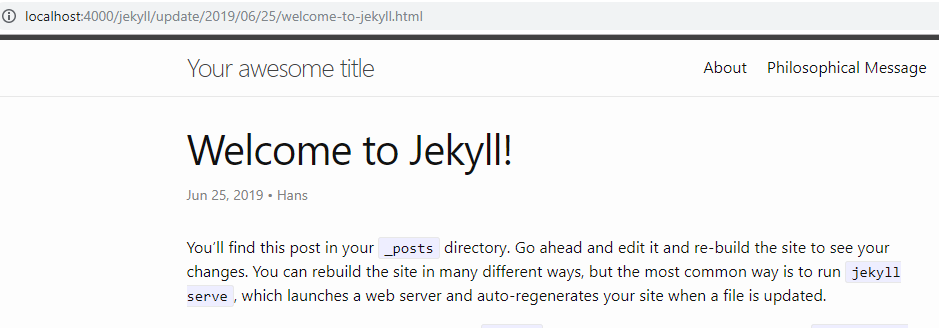 localhost:4000/jekyll/update/2019/06/25/welcome-to-jekyll.html
Your awesome title
About Philosophical Message
Welcome to Jekyll!
Jun 25, 2019 • Hans
You’ll find this post in your _posts directory. Go ahead and edit it and re-build the site to see your
changes. You can rebuild the site in many different ways, but the most common way is to run jekyll
serve, which launches a web server and auto-regenerates your site when a file is updated.